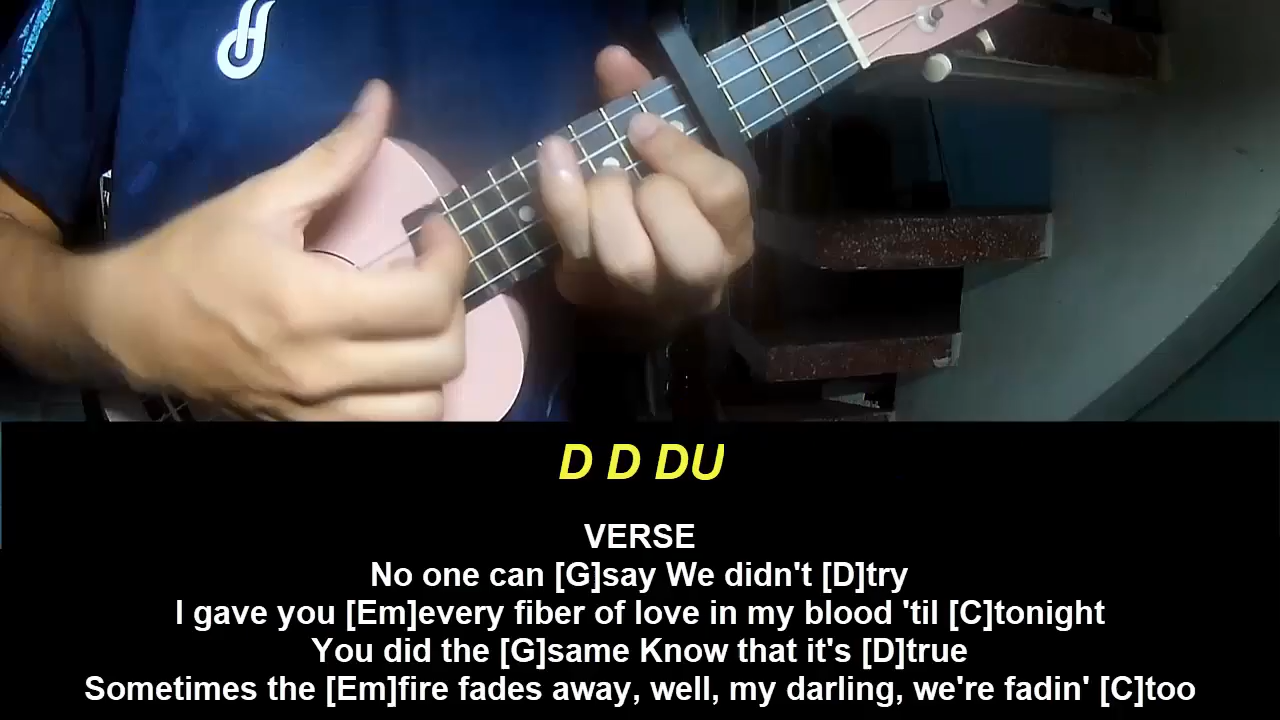 D D DU
VERSE
No one can [G]say We didn't [D]try
I gave you [Em]every fiber of love in my blood 'til [C]tonight
You did the [G]same Know that it's [D]true
Sometimes the [Em]fire fades away, well, my darling, we're fadin' [C]too